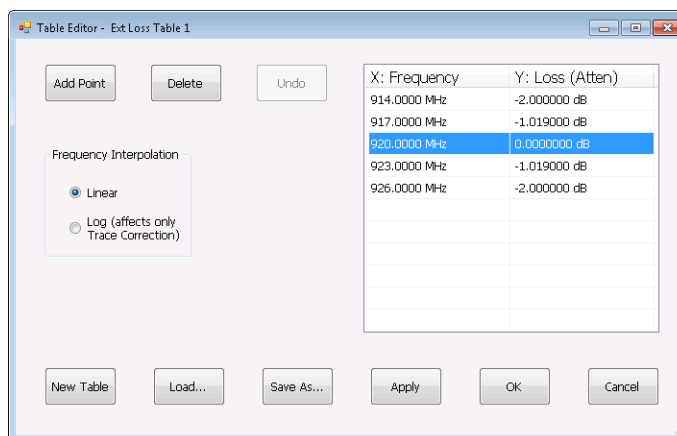 Table Editor - Ext Loss Table 1
Add Point
Delete
Undo
X: Frequency Y: Loss (Atten)
914.0000 MHz -2.000000 dB
917.0000 MHz -1.019000 dB
920.0000 MHz 0.0000000 dB
923.0000 MHz -1.019000 dB
926.0000 MHz -2.000000 dB
Frequency Interpolation
Linear
Log (affects only
Trace Correction)
New Table
Load...
Save As...
Apply
OK
Cancel